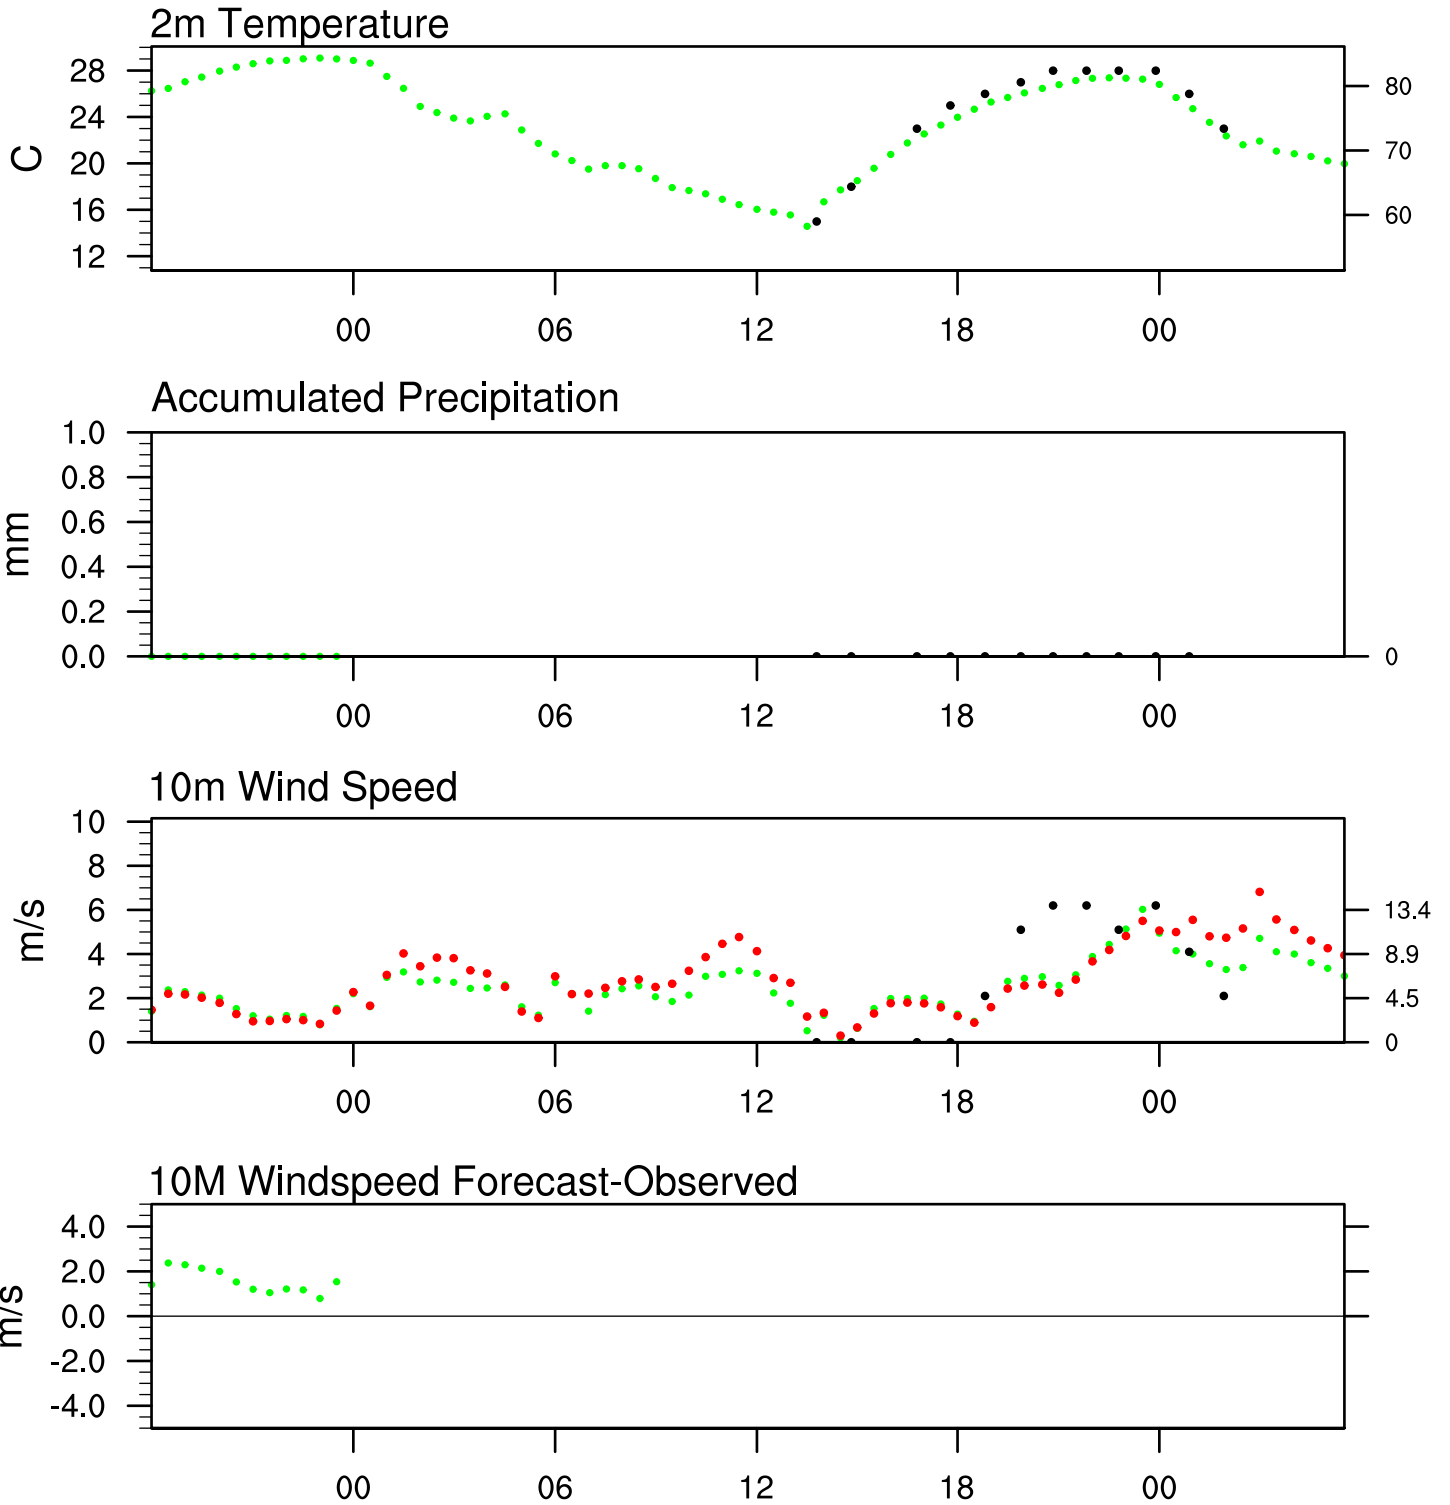 2m Temperature
28
24
20
16
12
C
80
70
60
00 06 12 18 00
Accumulated Precipitation
1.0
0.8
0.6
0.4
0.2
0.0
mm
0
00 06 12 18 00
10m Wind Speed
10
8
6
4
2
0
m/s
13.4
8.9
4.5
0
00 06 12 18 00
10M Windspeed Forecast-Observed
4.0
2.0
0.0
-2.0
-4.0
m/s
00 06 12 18 00